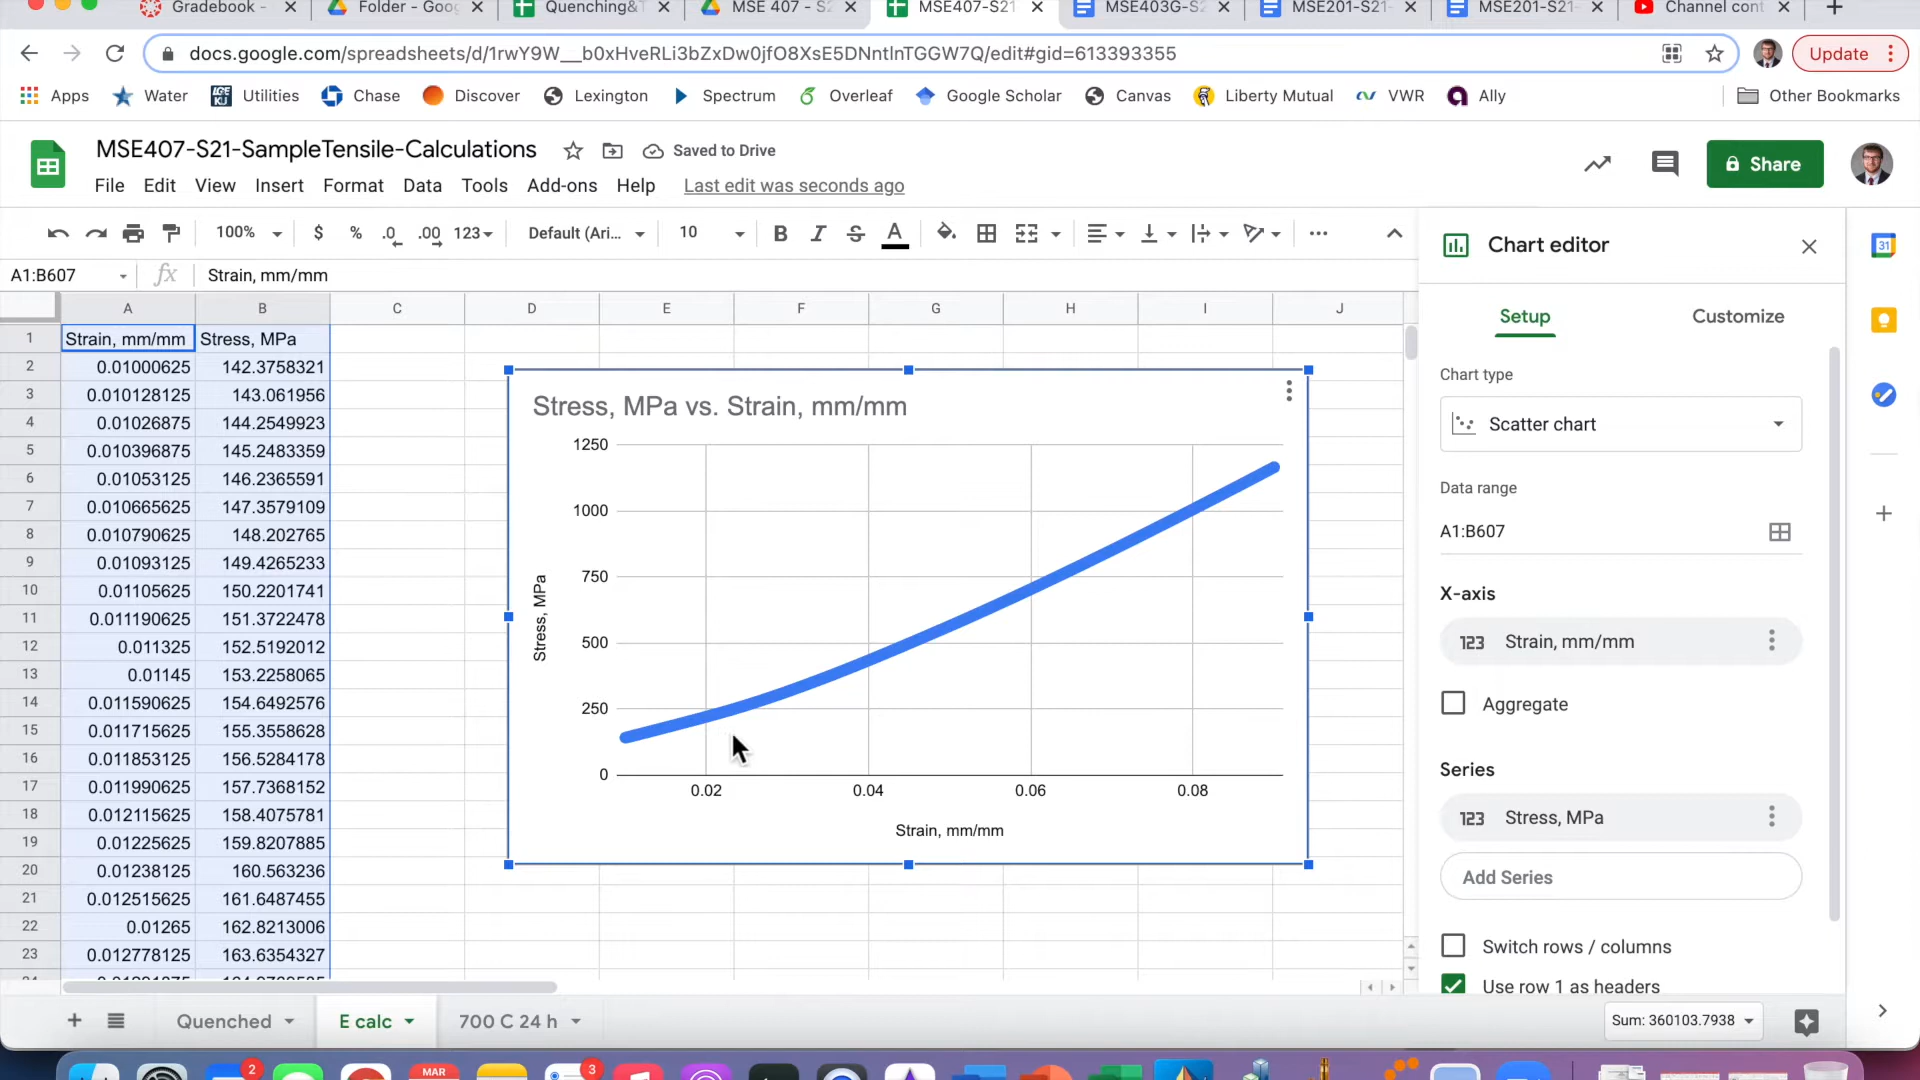 Gradebook -
Folder - Goo
Quenching&T
MSE 407 - S2
MSE407-S21
MSE403G-S2
MSE201-S21-
MSE201-S21-
Channel cont
docs.google.com/spreadsheets/d/1rwY9W__b0xHveRLi3bZxDw0jfO8XsE5DNntlnTGGW7Q/edit#gid=613393355
Update
Apps
Water
Utilities
Chase
Discover
Lexington
Spectrum
Overleaf
Google Scholar
Canvas
Liberty Mutual
VWR
Ally
Other Bookmarks
MSE407-S21-SampleTensile-Calculations
Saved to Drive
File Edit View Insert Format Data Tools Add-ons Help
Last edit was seconds ago
Share
100% $ % .0 .00 123 Default (Ari... 10 B I S A
A1:B607 fx Strain, mm/mm
A B C D E F G H I J
1 Strain, mm/mm Stress, MPa
2 0.01000625 142.3758321
3 0.010128125 143.061956
4 0.01026875 144.2549923
5 0.010396875 145.2483359
6 0.01053125 146.2365591
7 0.010665625 147.3579109
8 0.010790625 148.202765
9 0.01093125 149.4265233
10 0.01105625 150.2201741
11 0.011190625 151.3722478
12 0.011325 152.5192012
13 0.01145 153.2258065
14 0.011590625 154.6492576
15 0.011715625 155.3558628
16 0.011853125 156.5284178
17 0.011990625 157.7368152
18 0.012115625 158.4075781
19 0.01225625 159.8207885
20 0.01238125 160.563236
21 0.012515625 161.6487455
22 0.01265 162.8213006
23 0.012778125 163.6354327
Stress, MPa vs. Strain, mm/mm
1250
1000
750
500
250
0
Stress, MPa
0.02 0.04 0.06 0.08
Strain, mm/mm
Chart editor
Setup
Customize
Chart type
Scatter chart
Data range
A1:B607
X-axis
123 Strain, mm/mm
Aggregate
Series
123 Stress, MPa
Add Series
Switch rows / columns
Use row 1 as headers
31
Quenched
E calc
700 C 24 h
Sum: 360103.7938
2
MAR
3